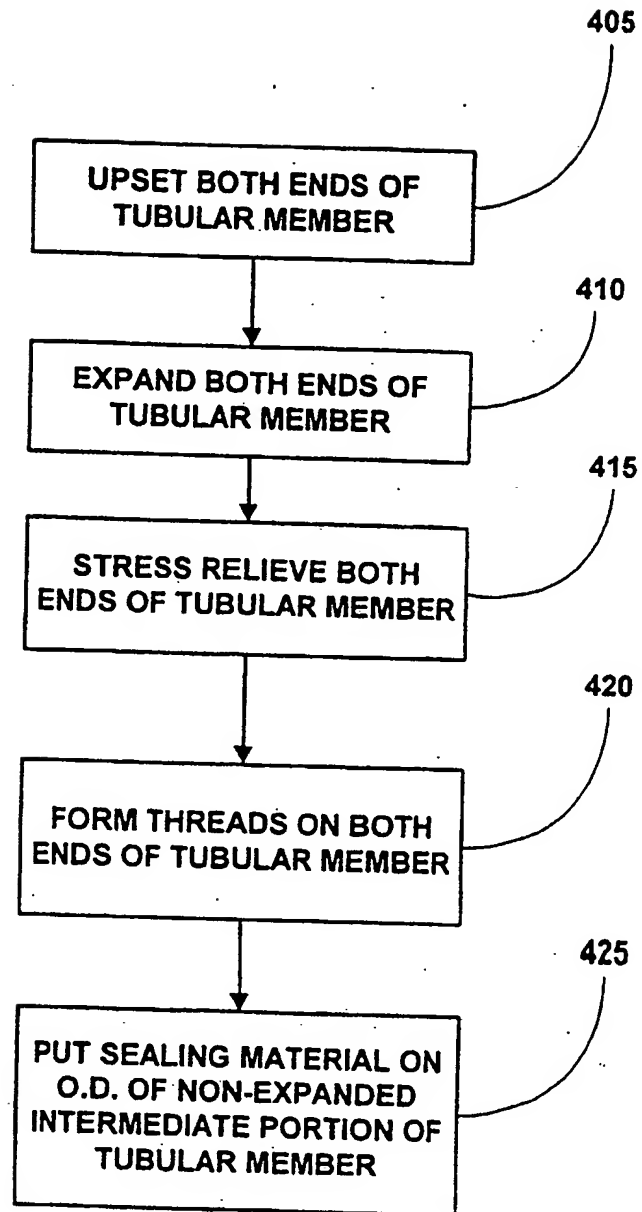 405
UPSET BOTH ENDS OF
TUBULAR MEMBER
410
EXPAND BOTH ENDS OF
TUBULAR MEMBER
415
STRESS RELIEVE BOTH
ENDS OF TUBULAR MEMBER
420
FORM THREADS ON BOTH
ENDS OF TUBULAR MEMBER
425
PUT SEALING MATERIAL ON
O.D. OF NON-EXPANDED
INTERMEDIATE PORTION OF
TUBULAR MEMBER